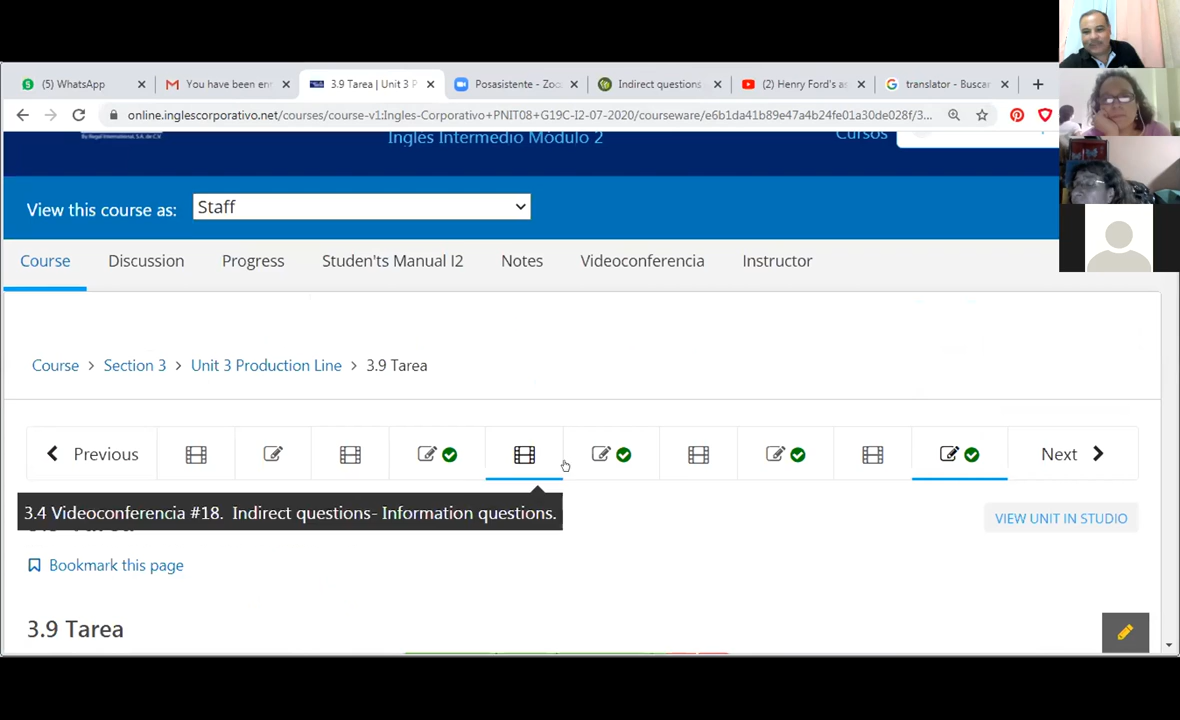 (5) WhatsApp
You have been en
3.9 Tarea | Unit 3 P
Posasistente - Zoo
Indirect questions
(2) Henry Ford's as
translator - Buscar
online.inglescorporativo.net/courses/course-v1:Ingles-Corporativo+PNIT08+G19C-I2-07-2020/courseware/e6b1da41b89e47a4b24fe01a30de028f/3...
Inglés Intermedio Módulo 2
Cursos
View this course as:
Staff
Course
Discussion
Progress
Studen'ts Manual I2
Notes
Videoconferencia
Instructor
Course > Section 3 > Unit 3 Production Line > 3.9 Tarea
Previous
Next
3.4 Videoconferencia #18. Indirect questions- Information questions.
VIEW UNIT IN STUDIO
Bookmark this page
3.9 Tarea